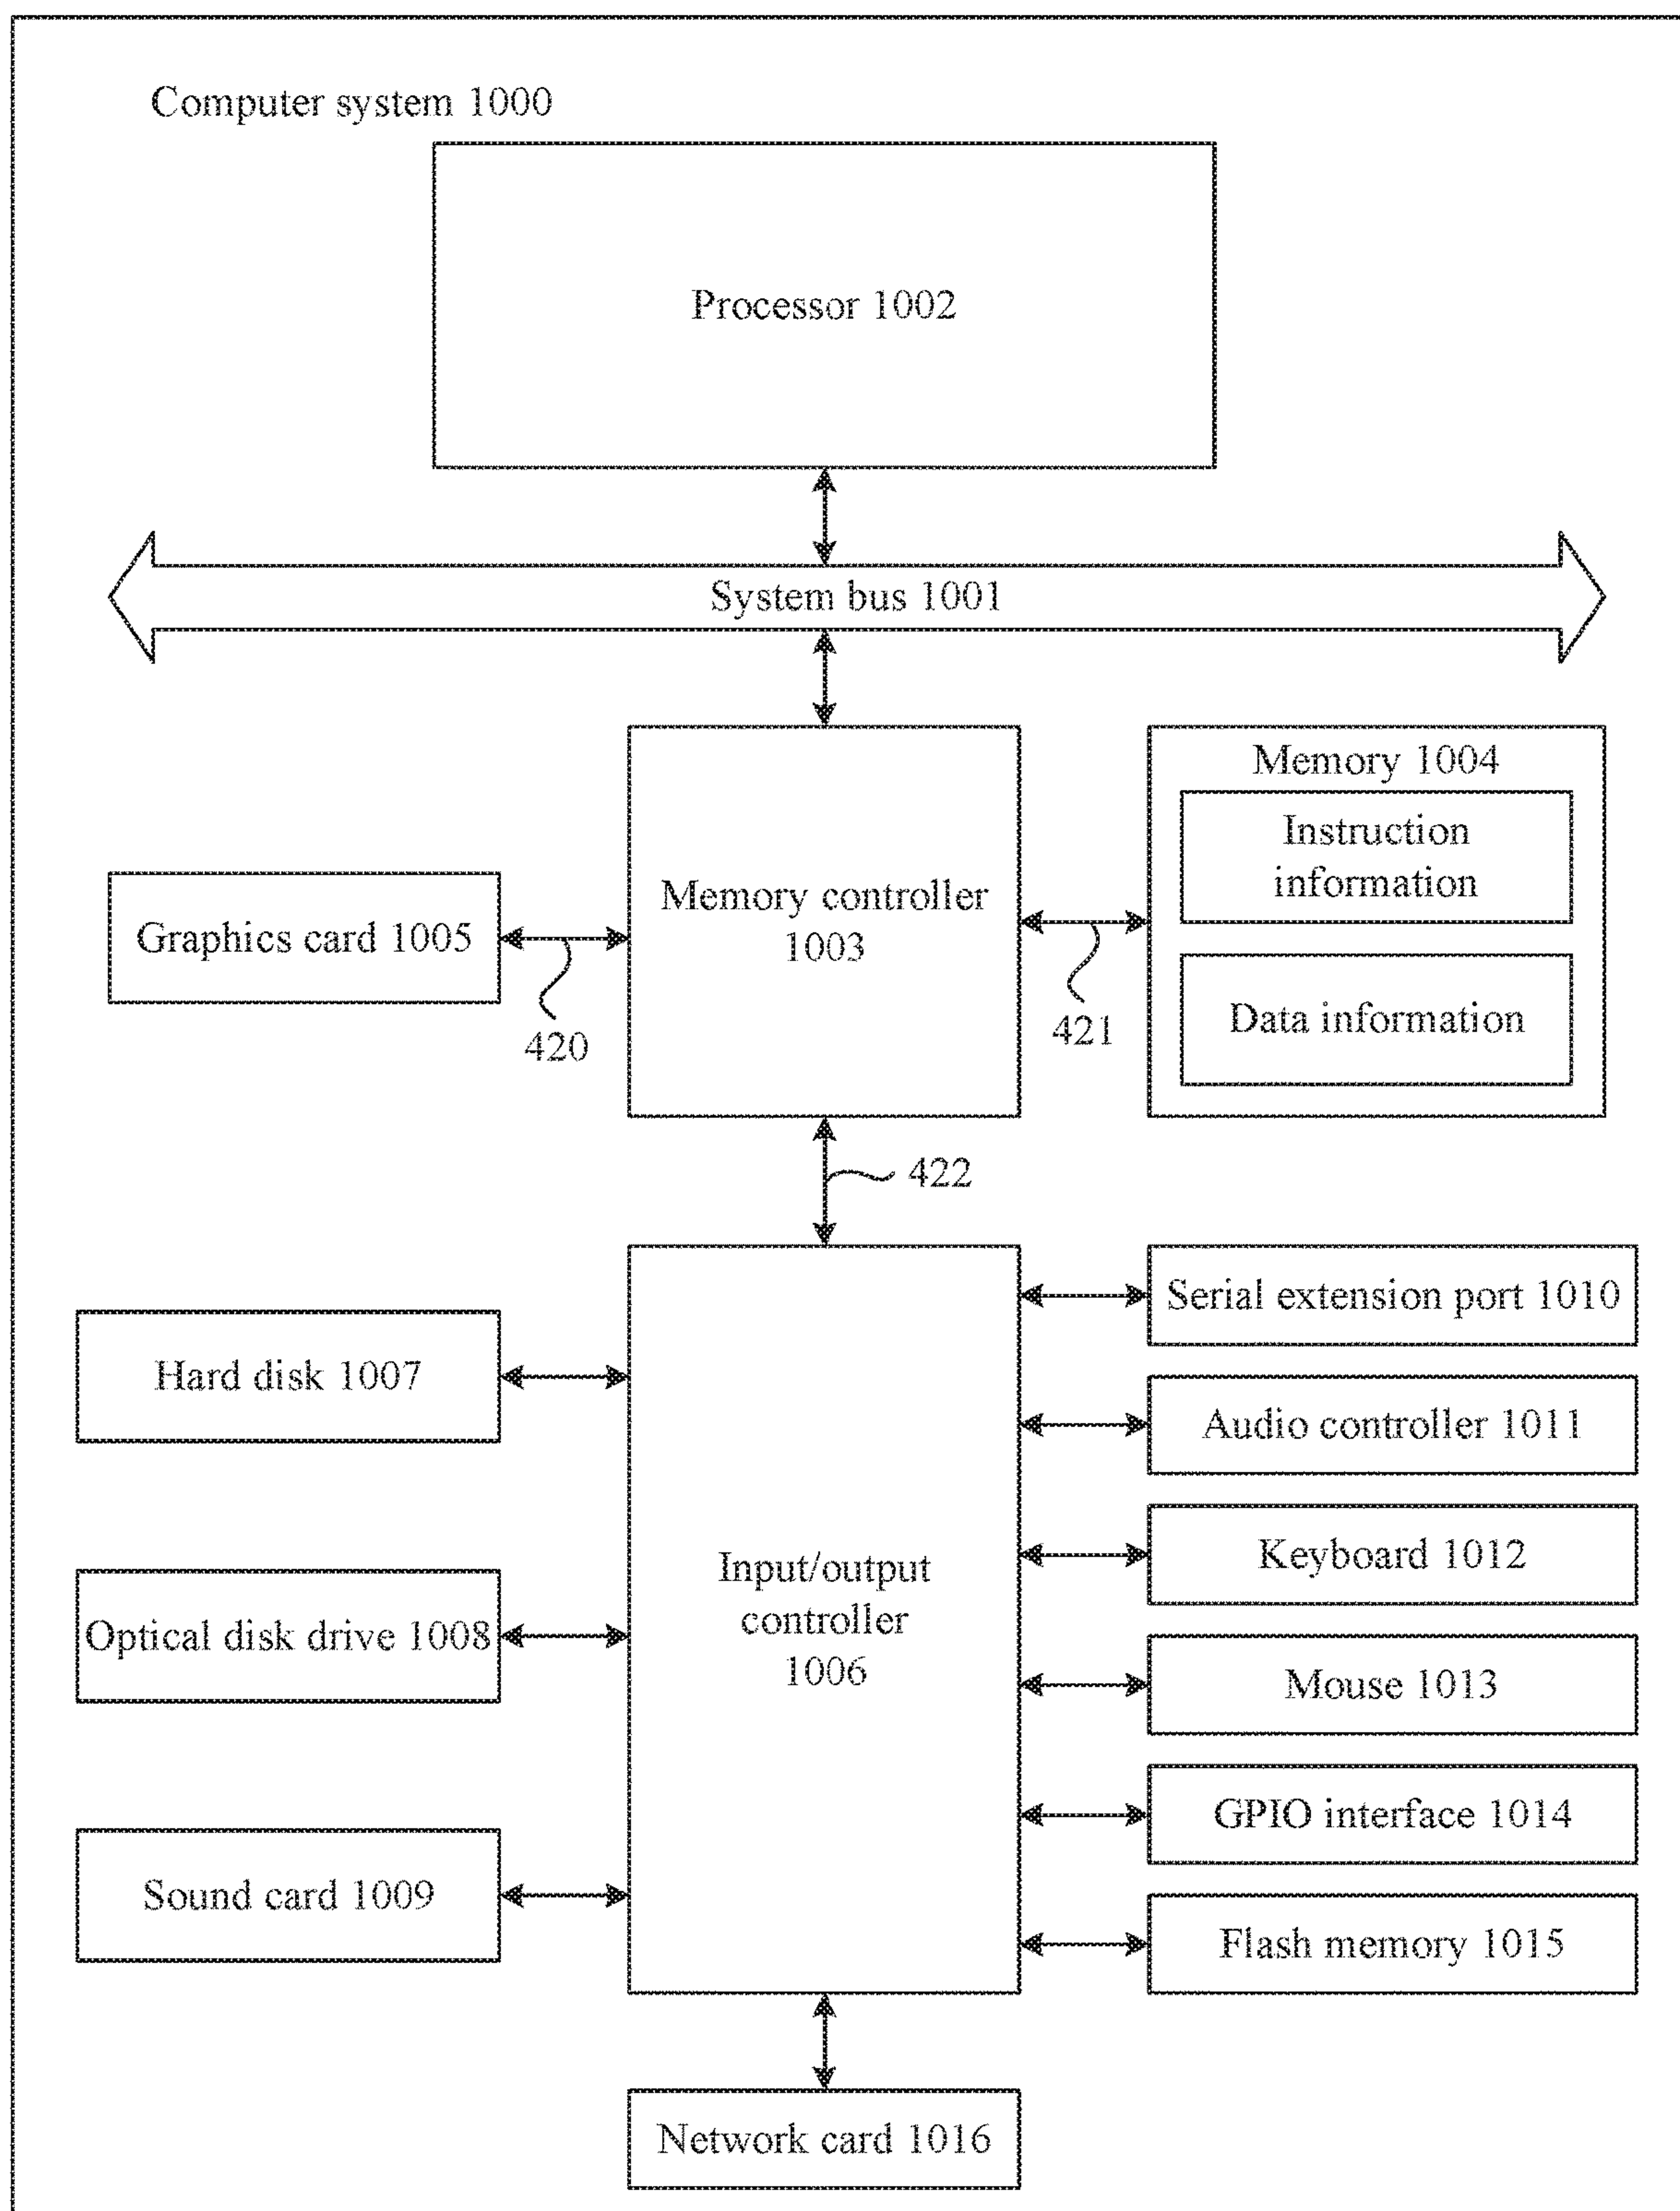 Computer system 1000
Processor 1002
System bus 1001
Memory controller
1003
Memory 1004
Instruction
information
Data information
Graphics card 1005
420
421
422
Input/output
controller
1006
Hard disk 1007
Optical disk drive 1008
Sound card 1009
Serial extension port 1010
Audio controller 1011
Keyboard 1012
Mouse 1013
GPIO interface 1014
Flash memory 1015
Network card 1016